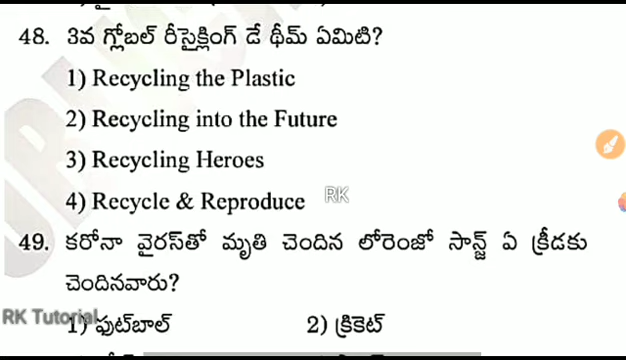 48. 3వ గ్లోబల్ రీసైక్లింగ్ డే థీమ్ ఏమిటి?
1) Recycling the Plastic
2) Recycling into the Future
3) Recycling Heroes
4) Recycle & Reproduce RK
49. కరోనా వైరస్‌తో మృతి చెందిన లోరెంజో సాన్జ్ ఏ క్రీడకు
చెందినవారు?
RK Tutorial
1) ఫుట్‌బాల్ 2) క్రికెట్